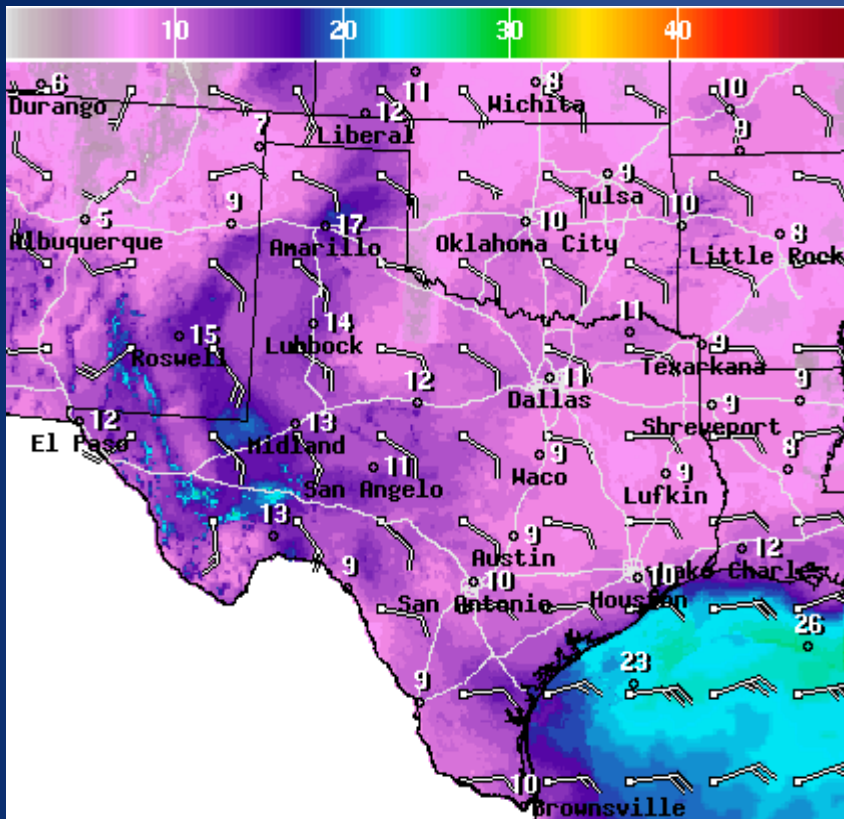 10 20 30 40
6 11 8 10
Durango Wichita
12 Liberal
7 9
9 Tulsa
5 9 17 10 10 8
Albuquerque Amarillo Oklahoma City Little Rock
15 14 11 9
Roswell Lubbock Texarkana
12 11 9 9
Dallas
12 13 Shreveport
El Paso Midland
11 9 9 8
San Angelo Waco Lufkin
13 9 12
Austin
9 10 10 Lake Charles
San Antonio Houston
26
23
9
10
Brownsville